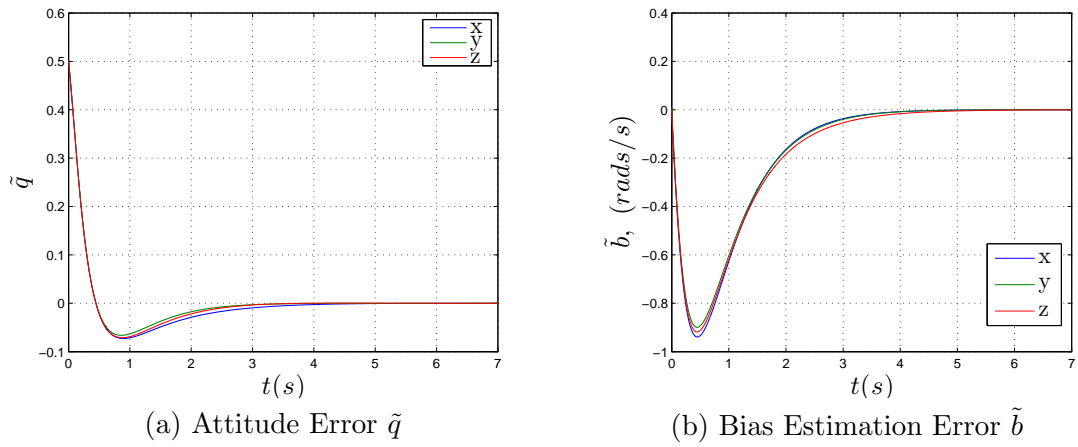 0.6
0.5
0.4
0.3
0.2
0.1
0
−0.1
q̃
x
y
z
0 1 2 3 4 5 6 7
t(s)
(a) Attitude Error q̃
0.4
0.2
0
−0.2
−0.4
−0.6
−0.8
−1
b̃, (rads/s)
x
y
z
0 1 2 3 4 5 6 7
t(s)
(b) Bias Estimation Error b̃